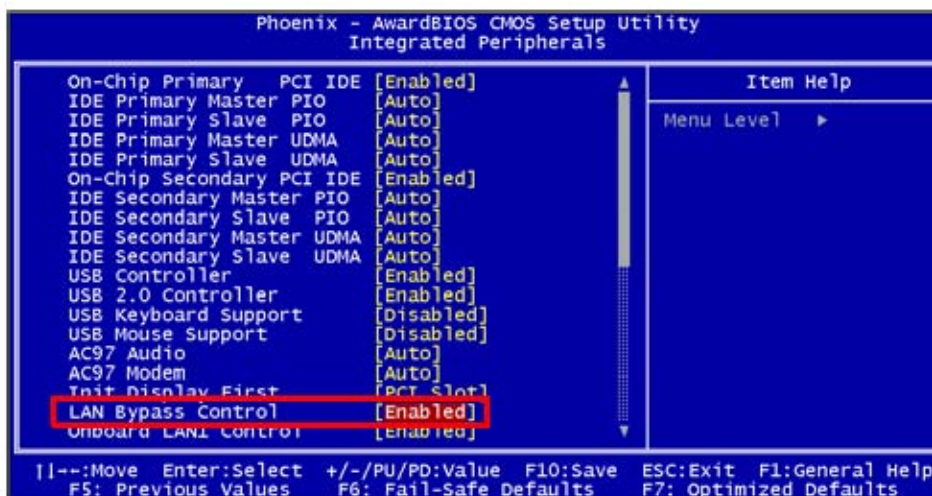 Phoenix - AwardBIOS CMOS Setup Utility
Integrated Peripherals
On-Chip Primary PCI IDE [Enabled]
IDE Primary Master PIO [Auto]
IDE Primary Slave PIO [Auto]
IDE Primary Master UDMA [Auto]
IDE Primary Slave UDMA [Auto]
On-Chip Secondary PCI IDE [Enabled]
IDE Secondary Master PIO [Auto]
IDE Secondary Slave PIO [Auto]
IDE Secondary Master UDMA [Auto]
IDE Secondary Slave UDMA [Auto]
USB Controller [Enabled]
USB 2.0 Controller [Enabled]
USB Keyboard Support [Disabled]
USB Mouse Support [Disabled]
AC97 Audio [Auto]
AC97 Modem [Auto]
Init Display First [PCI Slot]
LAN Bypass Control [Enabled]
Onboard LAN1 Control [Enabled]
Item Help
Menu Level ►
↑↓→←:Move Enter:Select +/-/PU/PD:Value F10:Save ESC:Exit F1:General Help
F5: Previous Values F6: Fail-Safe Defaults F7: Optimized Defaults